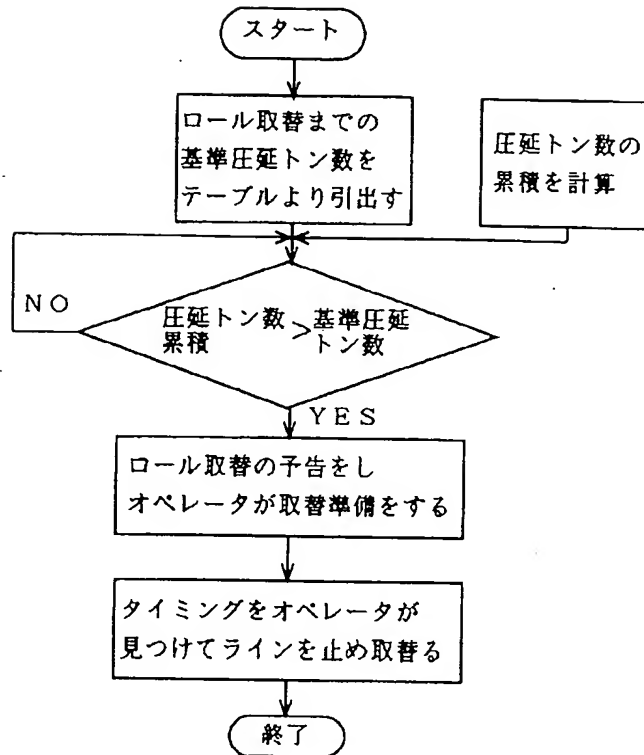 スタート
ロール取替までの
基準圧延トン数を
テーブルより引出す
圧延トン数の
累積を計算
NO
圧延トン数
累積
>
基準圧延
トン数
YES
ロール取替の予告をし
オペレータが取替準備をする
タイミングをオペレータが
見つけてラインを止め取替る
終了